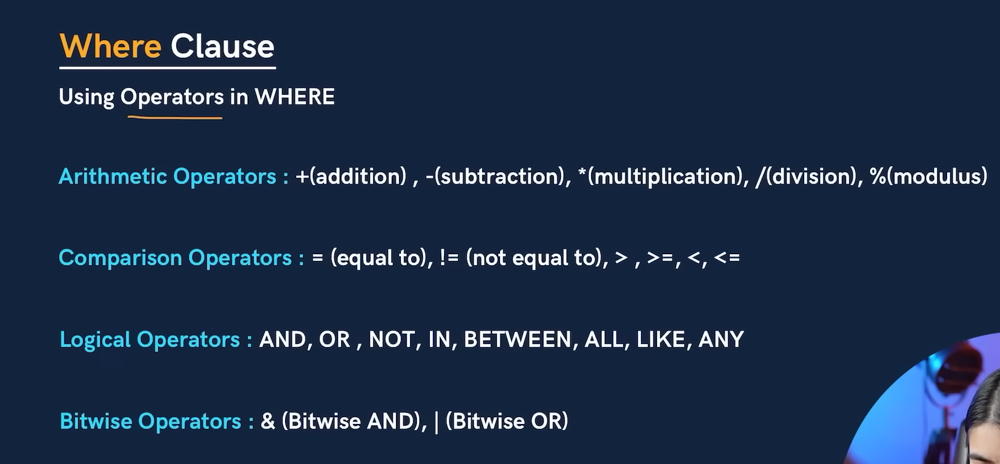 Where Clause
Using Operators in WHERE
Arithmetic Operators : +(addition) , -(subtraction), *(multiplication), /(division), %(modulus)
Comparison Operators : = (equal to), != (not equal to), > , >=, <, <=
Logical Operators : AND, OR , NOT, IN, BETWEEN, ALL, LIKE, ANY
Bitwise Operators : & (Bitwise AND), | (Bitwise OR)